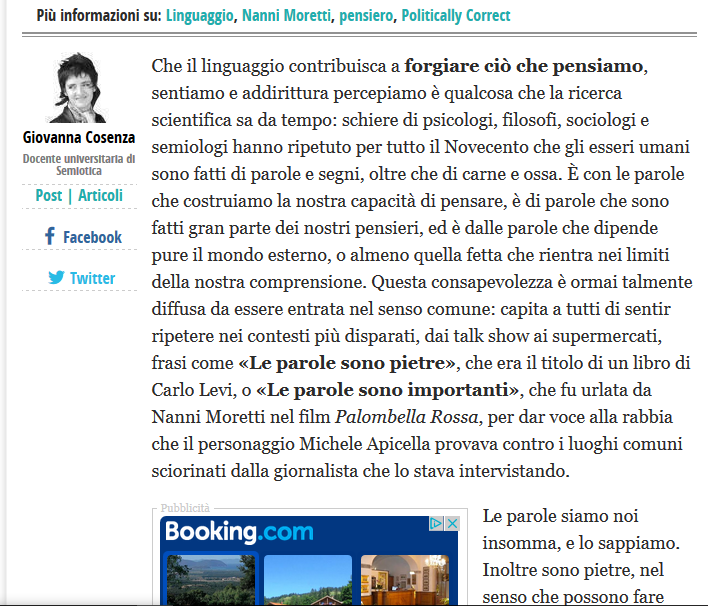 Più informazioni su: Linguaggio, Nanni Moretti, pensiero, Politically Correct
Giovanna Cosenza
Docente universitaria di
Semiotica
Post | Articoli
Facebook
Twitter
Che il linguaggio contribuisca a forgiare ciò che pensiamo,
sentiamo e addirittura percepiamo è qualcosa che la ricerca
scientifica sa da tempo: schiere di psicologi, filosofi, sociologi e
semiologi hanno ripetuto per tutto il Novecento che gli esseri umani
sono fatti di parole e segni, oltre che di carne e ossa. È con le parole
che costruiamo la nostra capacità di pensare, è di parole che sono
fatti gran parte dei nostri pensieri, ed è dalle parole che dipende
pure il mondo esterno, o almeno quella fetta che rientra nei limiti
della nostra comprensione. Questa consapevolezza è ormai talmente
diffusa da essere entrata nel senso comune: capita a tutti di sentir
ripetere nei contesti più disparati, dai talk show ai supermercati,
frasi come «Le parole sono pietre», che era il titolo di un libro di
Carlo Levi, o «Le parole sono importanti», che fu urlata da
Nanni Moretti nel film Palombella Rossa, per dar voce alla rabbia
che il personaggio Michele Apicella provava contro i luoghi comuni
sciorinati dalla giornalista che lo stava intervistando.
Pubblicità
Booking.com
Le parole siamo noi
insomma, e lo sappiamo.
Inoltre sono pietre, nel
senso che possono fare